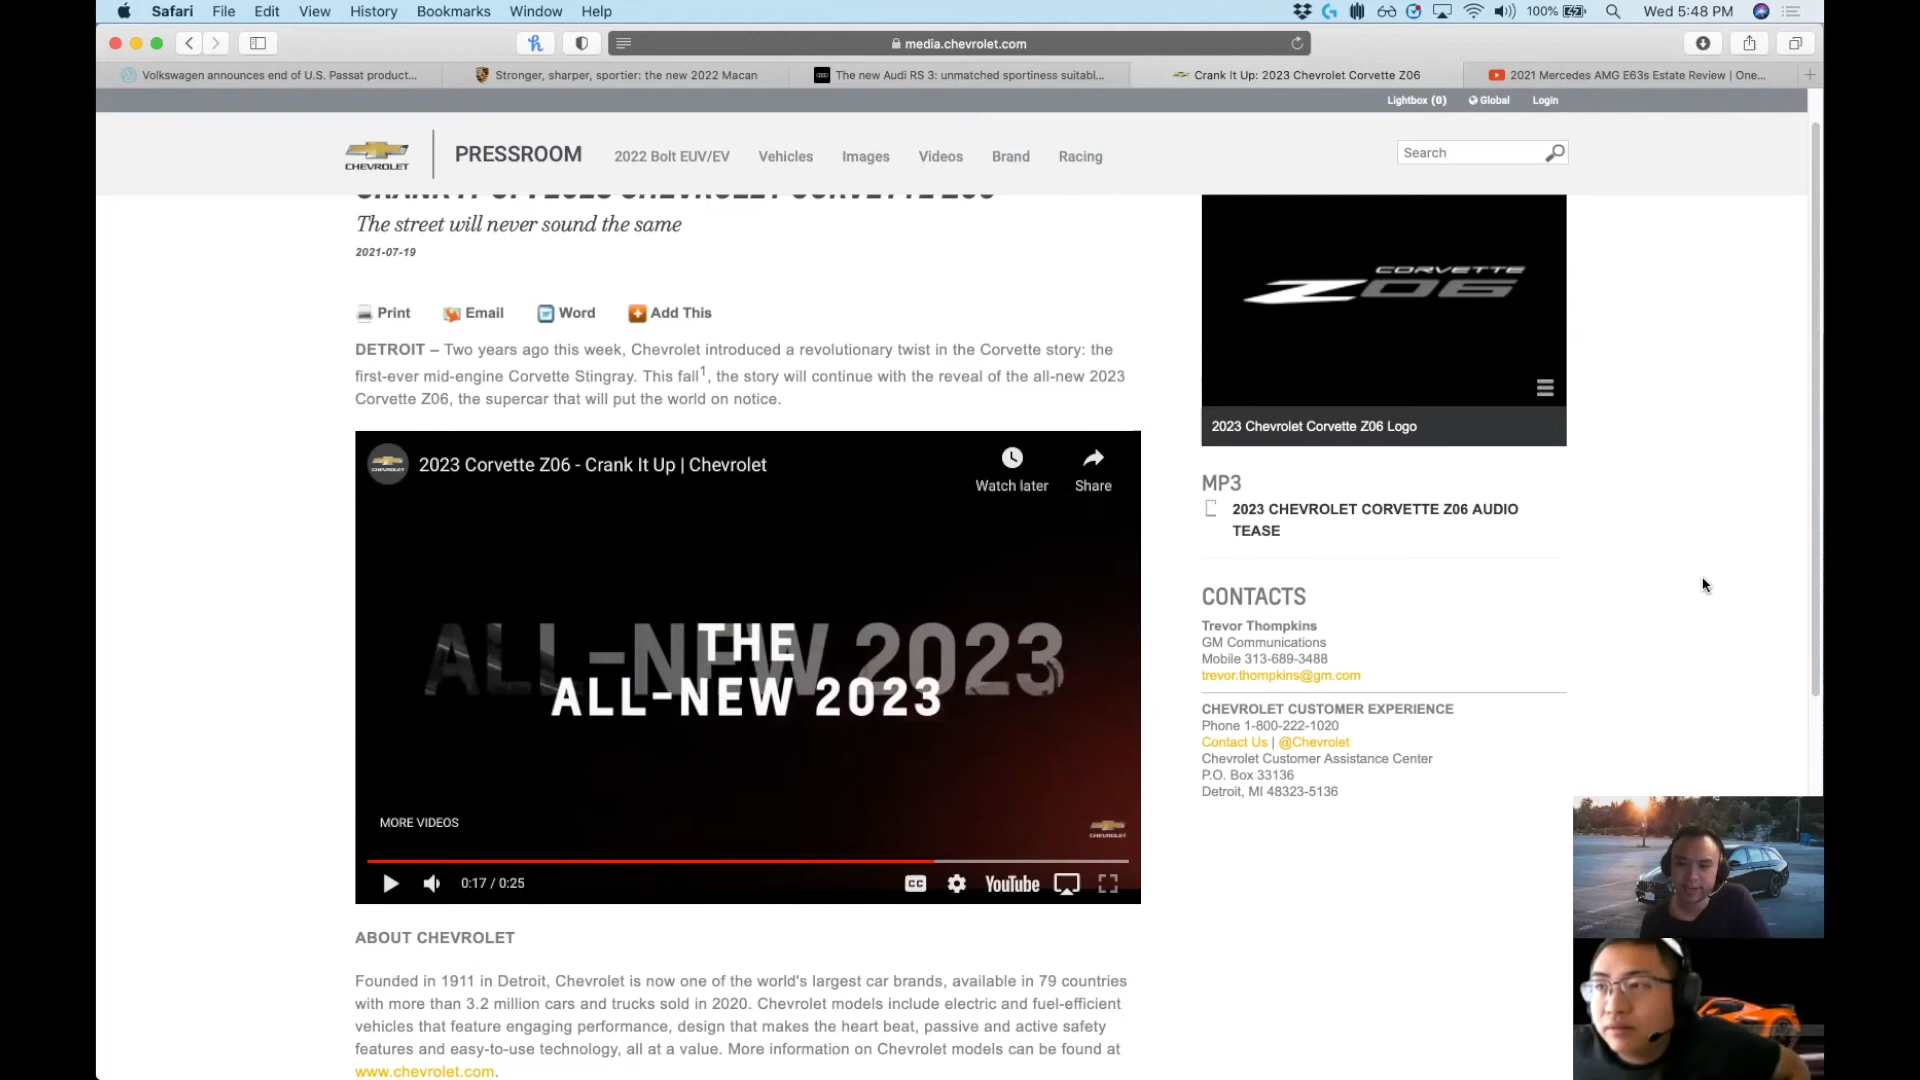 Safari File Edit View History Bookmarks Window Help 100% Wed 5:48 PM
media.chevrolet.com
Volkswagen announces end of U.S. Passat product... Stronger, sharper, sportier: the new 2022 Macan The new Audi RS 3: unmatched sportiness suitabl... Crank It Up: 2023 Chevrolet Corvette Z06 2021 Mercedes AMG E63s Estate Review | One...
Lightbox (0) Global Login
CHEVROLET PRESSROOM 2022 Bolt EUV/EV Vehicles Images Videos Brand Racing Search
CRANK IT UP: 2023 CHEVROLET CORVETTE Z06
The street will never sound the same
2021-07-19
Print Email Word Add This
DETROIT – Two years ago this week, Chevrolet introduced a revolutionary twist in the Corvette story: the
first-ever mid-engine Corvette Stingray. This fall1, the story will continue with the reveal of the all-new 2023
Corvette Z06, the supercar that will put the world on notice.
CHEVROLET
2023 Corvette Z06 - Crank It Up | Chevrolet
Watch later Share
ALL-NEW 2023
THE
ALL-NEW 2023
MORE VIDEOS
CHEVROLET
0:17 / 0:25 CC YouTube
ABOUT CHEVROLET
Founded in 1911 in Detroit, Chevrolet is now one of the world's largest car brands, available in 79 countries
with more than 3.2 million cars and trucks sold in 2020. Chevrolet models include electric and fuel-efficient
vehicles that feature engaging performance, design that makes the heart beat, passive and active safety
features and easy-to-use technology, all at a value. More information on Chevrolet models can be found at
www.chevrolet.com.
CORVETTE
Z06
2023 Chevrolet Corvette Z06 Logo
MP3
2023 CHEVROLET CORVETTE Z06 AUDIO
TEASE
CONTACTS
Trevor Thompkins
GM Communications
Mobile 313-689-3488
trevor.thompkins@gm.com
CHEVROLET CUSTOMER EXPERIENCE
Phone 1-800-222-1020
Contact Us | @Chevrolet
Chevrolet Customer Assistance Center
P.O. Box 33136
Detroit, MI 48323-5136